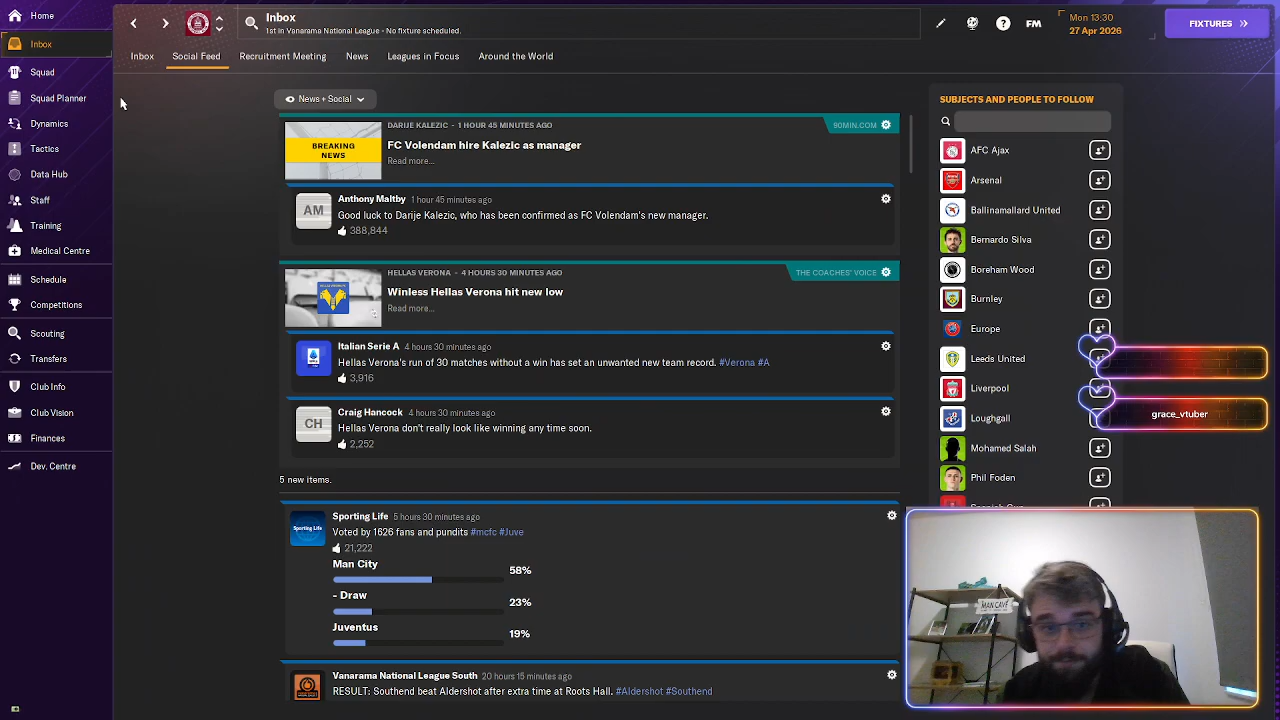 Home
Inbox
Squad
Squad Planner
Dynamics
Tactics
Data Hub
Staff
Training
Medical Centre
Schedule
Competitions
Scouting
Transfers
Club Info
Club Vision
Finances
Dev. Centre
Inbox
1st in Vanarama National League - No fixture scheduled.
FM
Mon 13:30
27 Apr 2026
FIXTURES
Inbox
Social Feed
Recruitment Meeting
News
Leagues in Focus
Around the World
News + Social
BREAKING
NEWS
DARIJE KALEZIC - 1 HOUR 45 MINUTES AGO
90MIN.COM
FC Volendam hire Kalezic as manager
Read more...
AM
Anthony Maltby 1 hour 45 minutes ago
Good luck to Darije Kalezic, who has been confirmed as FC Volendam's new manager.
388,844
HELLAS VERONA - 4 HOURS 30 MINUTES AGO
THE COACHES' VOICE
Winless Hellas Verona hit new low
Read more...
Italian Serie A 4 hours 30 minutes ago
Hellas Verona's run of 30 matches without a win has set an unwanted new team record. #Verona #A
3,916
CH
Craig Hancock 4 hours 30 minutes ago
Hellas Verona don't really look like winning any time soon.
2,252
5 new items.
Sporting Life
Sporting Life 5 hours 30 minutes ago
Voted by 1626 fans and pundits #mcfc #Juve
21,222
Man City
58%
- Draw
23%
Juventus
19%
Vanarama National League South 20 hours 15 minutes ago
RESULT: Southend beat Aldershot after extra time at Roots Hall. #Aldershot #Southend
SUBJECTS AND PEOPLE TO FOLLOW
AFC Ajax
Arsenal
Ballinamallard United
Bernardo Silva
Boreham Wood
Burnley
Europe
Leeds United
Liverpool
Loughgall
Mohamed Salah
Phil Foden
grace_vtuber
MAN CAVE